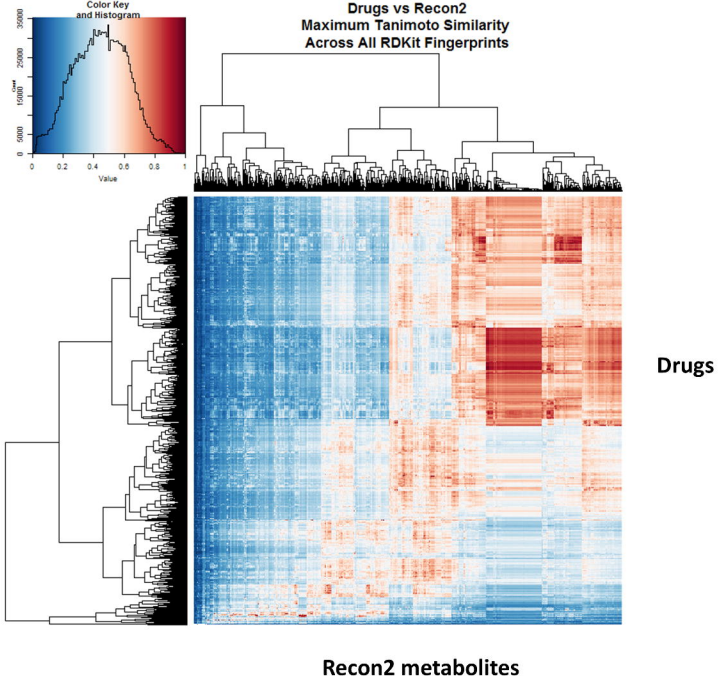 Color Key
and Histogram
Count
0 5000 15000 25000 35000
0 0.2 0.4 0.6 0.8 1
Value
Drugs vs Recon2
Maximum Tanimoto Similarity
Across All RDKit Fingerprints
Drugs
Recon2 metabolites